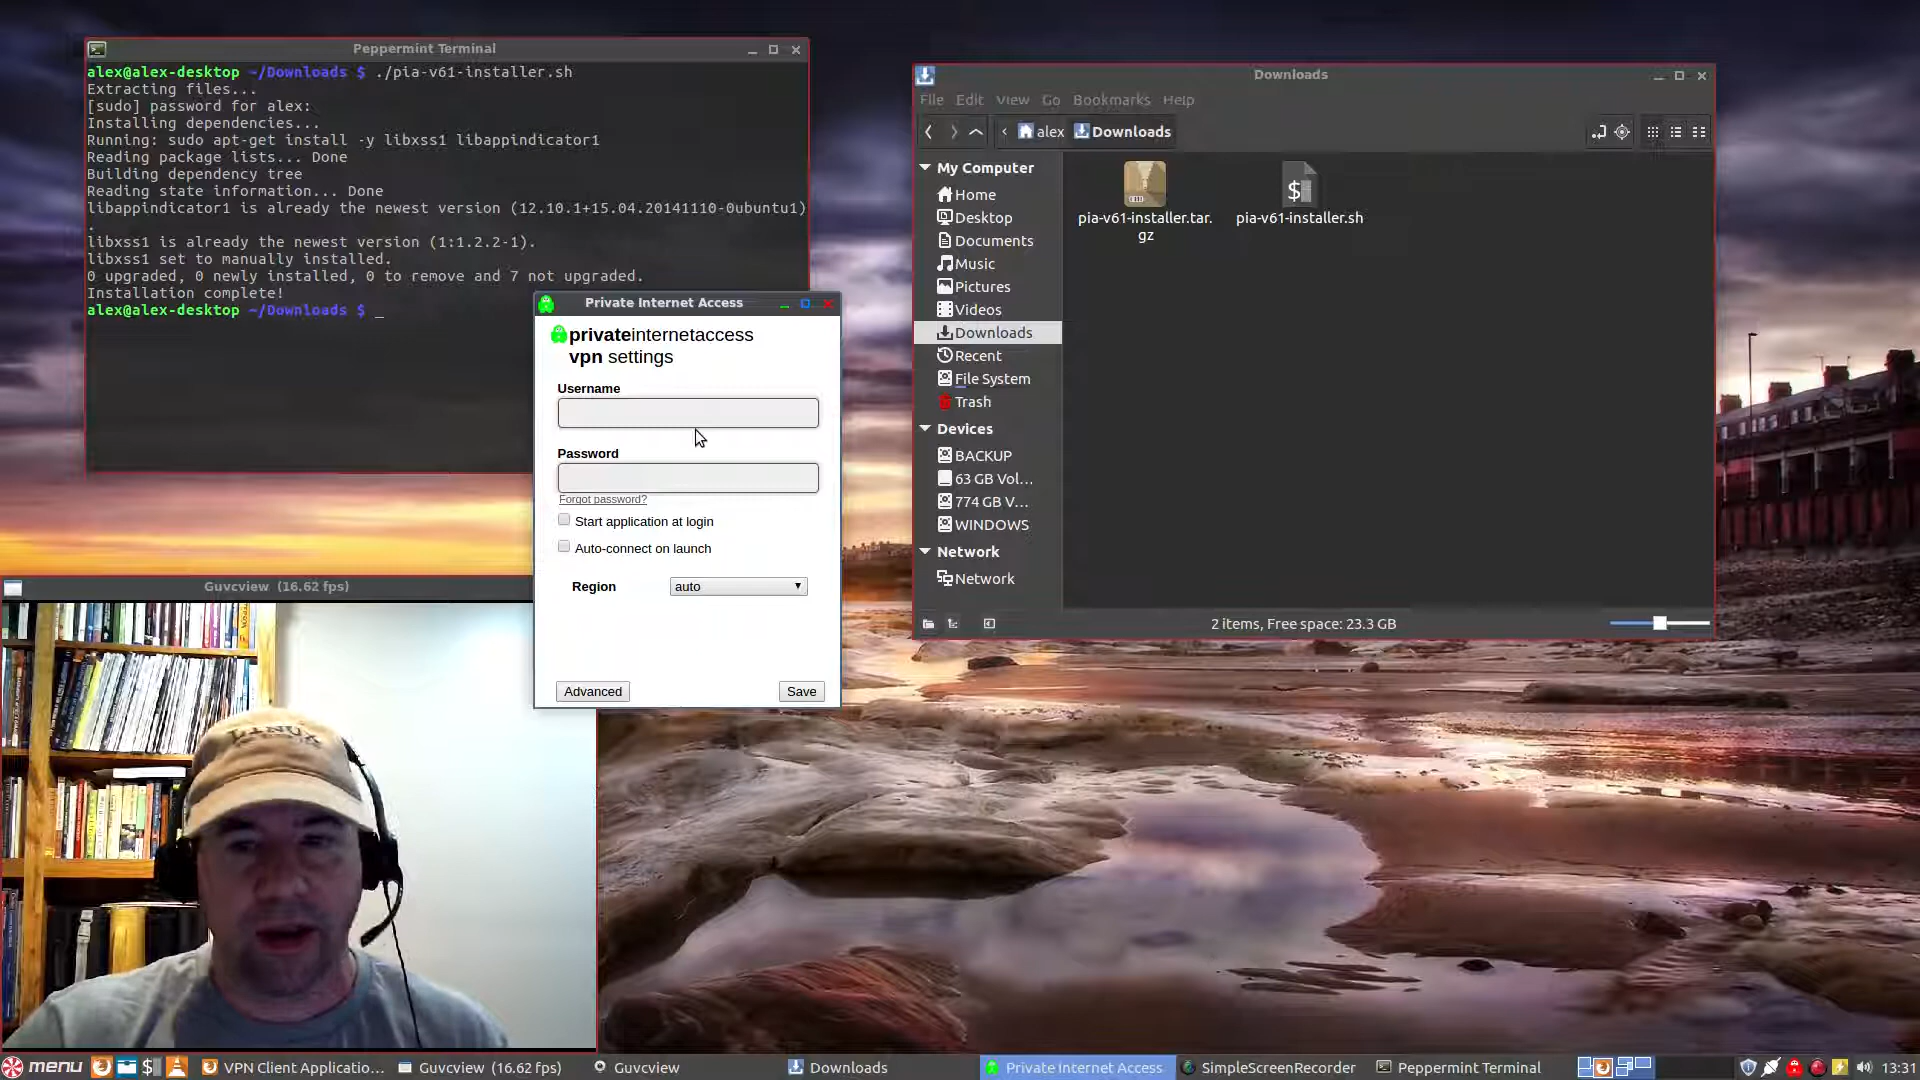 Peppermint Terminal
alex@alex-desktop ~/Downloads $ ./pia-v61-installer.sh
Extracting files...
[sudo] password for alex:
Installing dependencies...
Running: sudo apt-get install -y libxss1 libappindicator1
Reading package lists... Done
Building dependency tree
Reading state information... Done
libappindicator1 is already the newest version (12.10.1+15.04.20141110-0ubuntu1)
.
libxss1 is already the newest version (1:1.2.2-1).
libxss1 set to manually installed.
0 upgraded, 0 newly installed, 0 to remove and 7 not upgraded.
Installation complete!
alex@alex-desktop ~/Downloads $ _
Private Internet Access
privateinternetaccess
vpn settings
Username
Password
Forgot password?
Start application at login
Auto-connect on launch
Region auto
Advanced Save
Downloads
File Edit View Go Bookmarks Help
alex Downloads
My Computer
Home
Desktop
Documents
Music
Pictures
Videos
Downloads
Recent
File System
Trash
Devices
BACKUP
63 GB Vol...
774 GB V...
WINDOWS
Network
Network
pia-v61-installer.tar.
gz
pia-v61-installer.sh
2 items, Free space: 23.3 GB
Guvcview (16.62 fps)
LINUX
menu VPN Client Applicatio... Guvcview (16.62 fps) Guvcview Downloads Private Internet Access SimpleScreenRecorder Peppermint Terminal 13:31